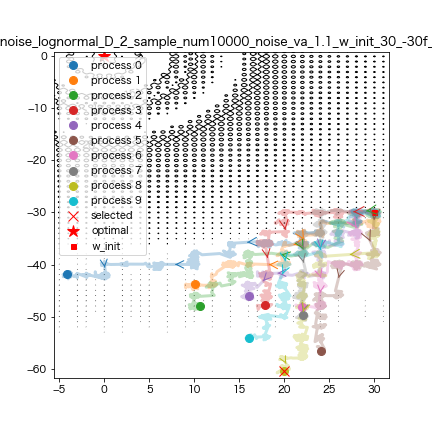 noise_lognormal_D_2_sample_num10000_noise_va_1.1_w_init_30_-30f_
0
-10
-20
-30
-40
-50
-60
process 0
process 1
process 2
process 3
process 4
process 5
process 6
process 7
process 8
process 9
selected
optimal
w_init
-5 0 5 10 15 20 25 30